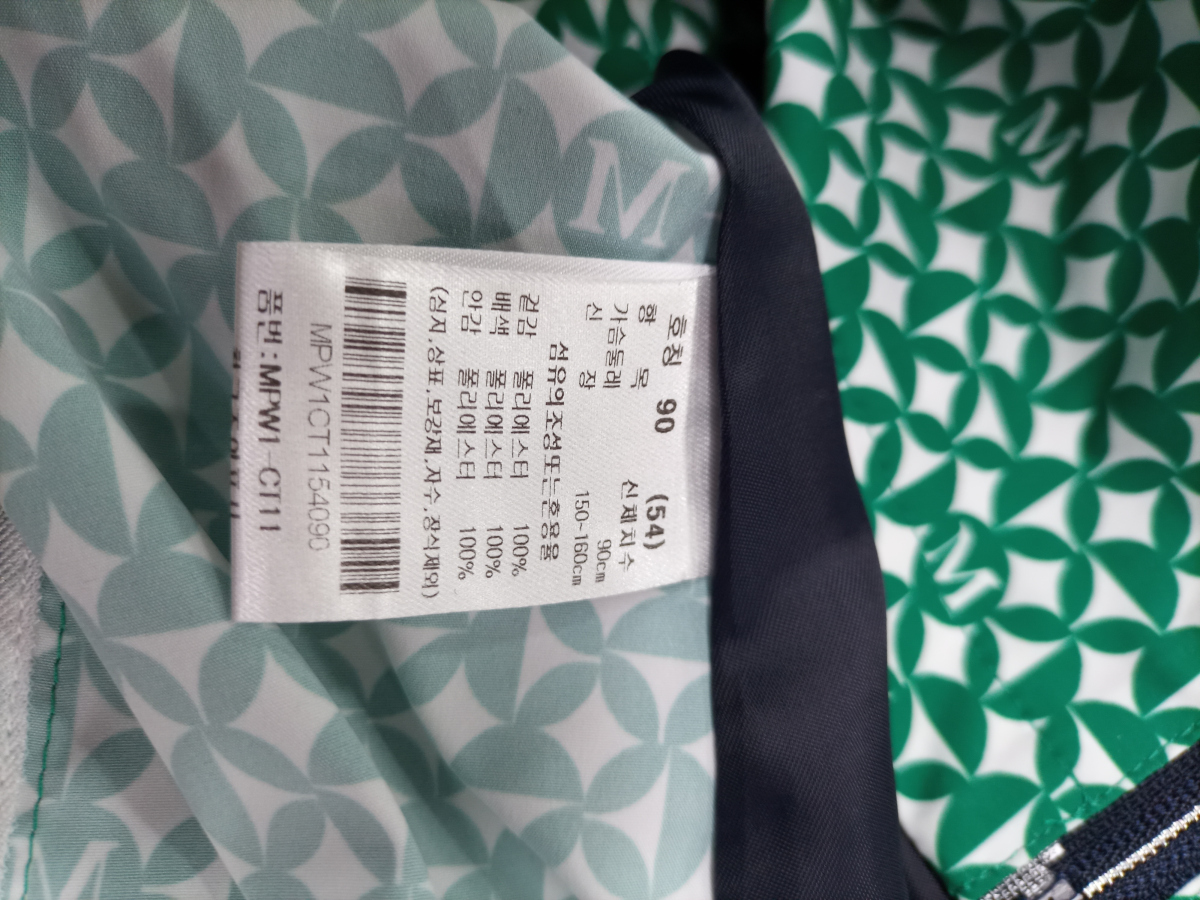 호칭 90 (54)
항 목 신체치수
가슴둘레 90cm
신 장 150~160cm
섬유의조성또는혼용율
겉감 폴리에스터 100%
배색 폴리에스터 100%
안감 폴리에스터 100%
(심지,상표,보강재,자수,장식제외)
MPW1CT1154090
품번:MPW1-CT11
M
M
M